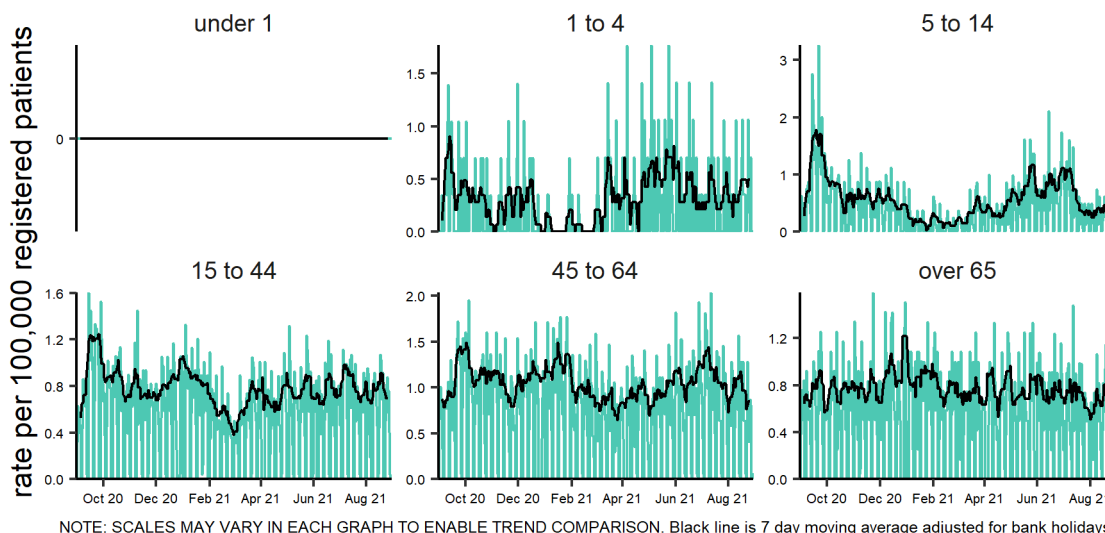 rate per 100,000 registered patients
under 1
0
1 to 4
1.5
1.0
0.5
0.0
5 to 14
3
2
1
0
15 to 44
1.6
1.2
0.8
0.4
0.0
Oct 20 Dec 20 Feb 21 Apr 21 Jun 21 Aug 21
45 to 64
2.0
1.5
1.0
0.5
0.0
Oct 20 Dec 20 Feb 21 Apr 21 Jun 21 Aug 21
over 65
1.2
0.8
0.4
0.0
Oct 20 Dec 20 Feb 21 Apr 21 Jun 21 Aug 21
NOTE: SCALES MAY VARY IN EACH GRAPH TO ENABLE TREND COMPARISON. Black line is 7 day moving average adjusted for bank holidays